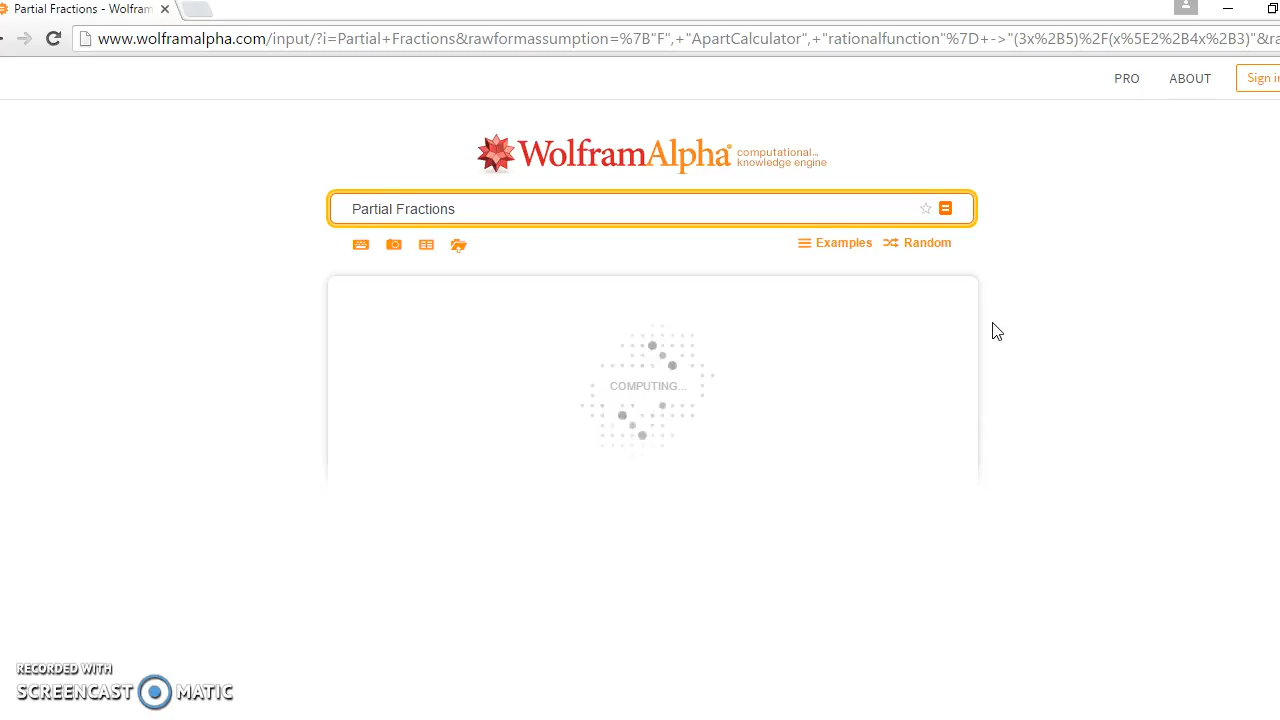 Partial Fractions - Wolfram
www.wolframalpha.com/input/?i=Partial+Fractions&rawformassumption=%7B"F",+"ApartCalculator",+"rationalfunction"%7D+->"(3x%2B5)%2F(x%5E2%2B4x%2B3)"&ra
PRO ABOUT Sign in
WolframAlpha computational...
knowledge engine
Partial Fractions
Examples Random
COMPUTING...
RECORDED WITH
SCREENCAST MATIC